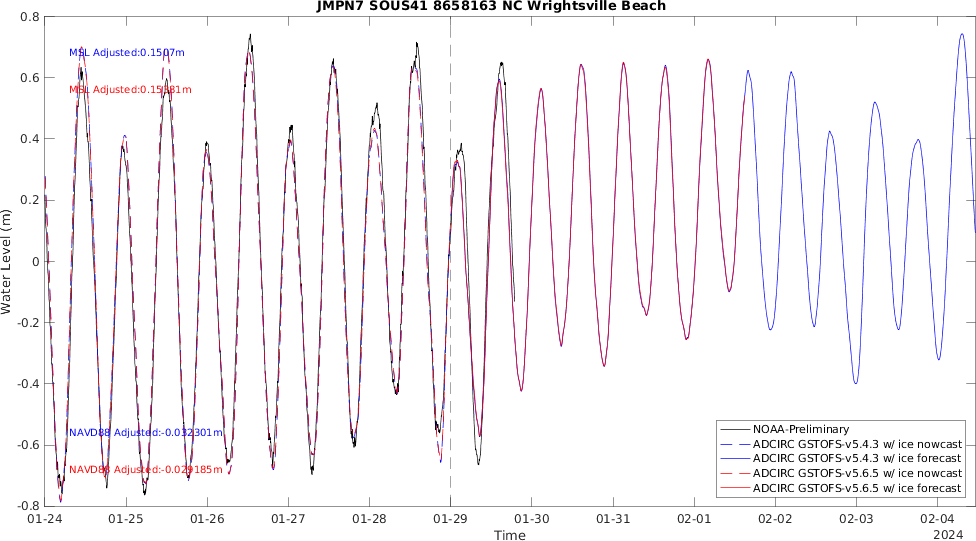 JMPN7 SOUS41 8658163 NC Wrightsville Beach
0.8
0.6
0.4
0.2
0
-0.2
-0.4
-0.6
-0.8
Water Level (m)
MSL Adjusted:0.1507m
MSL Adjusted:0.15381m
NAVD88 Adjusted:-0.032301m
NAVD88 Adjusted:-0.029185m
NOAA-Preliminary
ADCIRC GSTOFS-v5.4.3 w/ ice nowcast
ADCIRC GSTOFS-v5.4.3 w/ ice forecast
ADCIRC GSTOFS-v5.6.5 w/ ice nowcast
ADCIRC GSTOFS-v5.6.5 w/ ice forecast
01-24 01-25 01-26 01-27 01-28 01-29 01-30 01-31 02-01 02-02 02-03 02-04
Time
2024